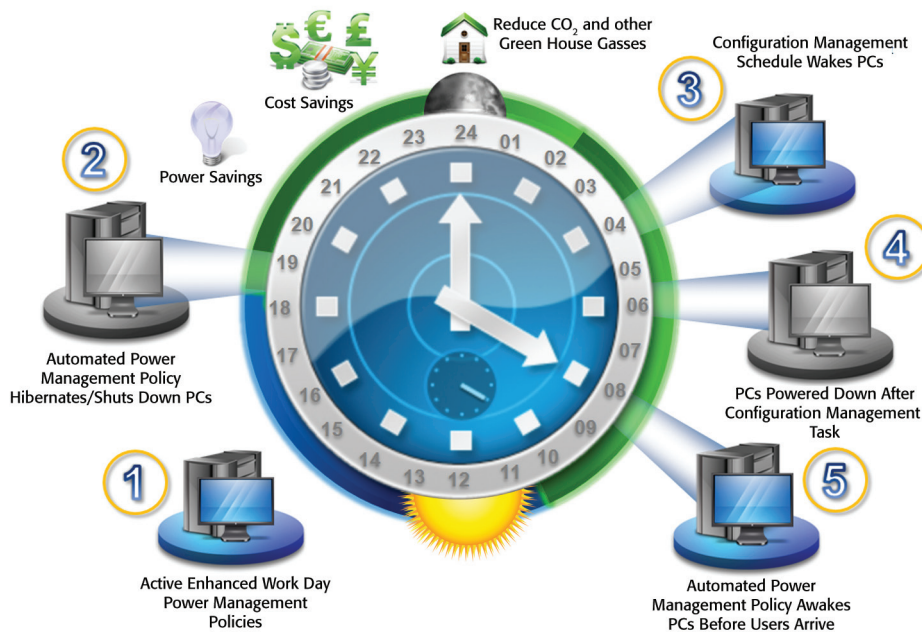 Reduce CO2 and other
Green House Gasses
Cost Savings
Power Savings
Configuration Management
Schedule Wakes PCs
3
2
Automated Power
Management Policy
Hibernates/Shuts Down PCs
4
PCs Powered Down After
Configuration Management
Task
1
Active Enhanced Work Day
Power Management
Policies
5
Automated Power
Management Policy Awakes
PCs Before Users Arrive
24
01
02
03
04
05
06
07
08
09
10
11
12
13
14
15
16
17
18
19
20
21
22
23
$
€
£
¥